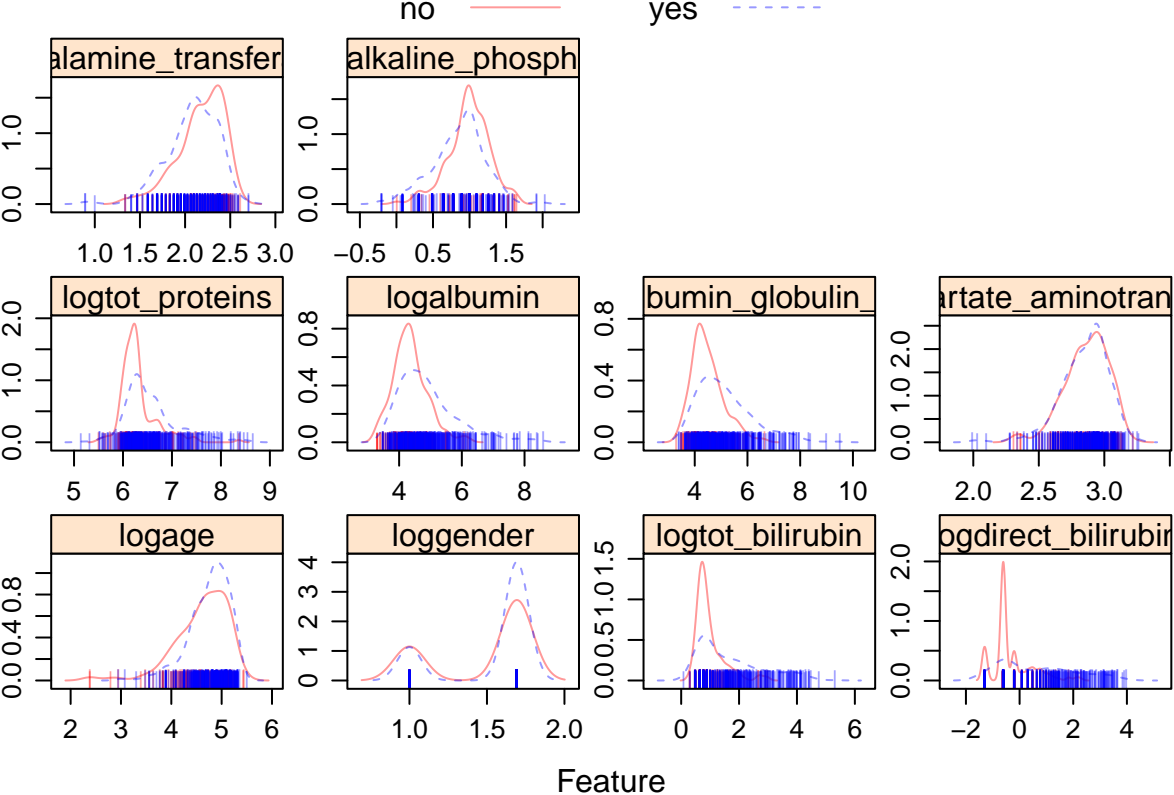 no yes
alamine_transfer alkaline_phosph
0.0 1.0
0.0 1.0
1.0 1.5 2.0 2.5 3.0
−0.5 0.5 1.5
logtot_proteins logalbumin bumin_globulin_ artate_aminotran
0.0 1.0 2.0
0.0 0.4 0.8
0.0 0.4 0.8
0.0 1.0 2.0
5 6 7 8 9
4 6 8
4 6 8 10
2.0 2.5 3.0
logage loggender logtot_bilirubin ogdirect_bilirubin
0.0 0.4 0.8
0 1 2 3 4
0.0 0.5 1.0 1.5
0.0 1.0 2.0
2 3 4 5 6
1.0 1.5 2.0
0 2 4 6
−2 0 2 4
Feature